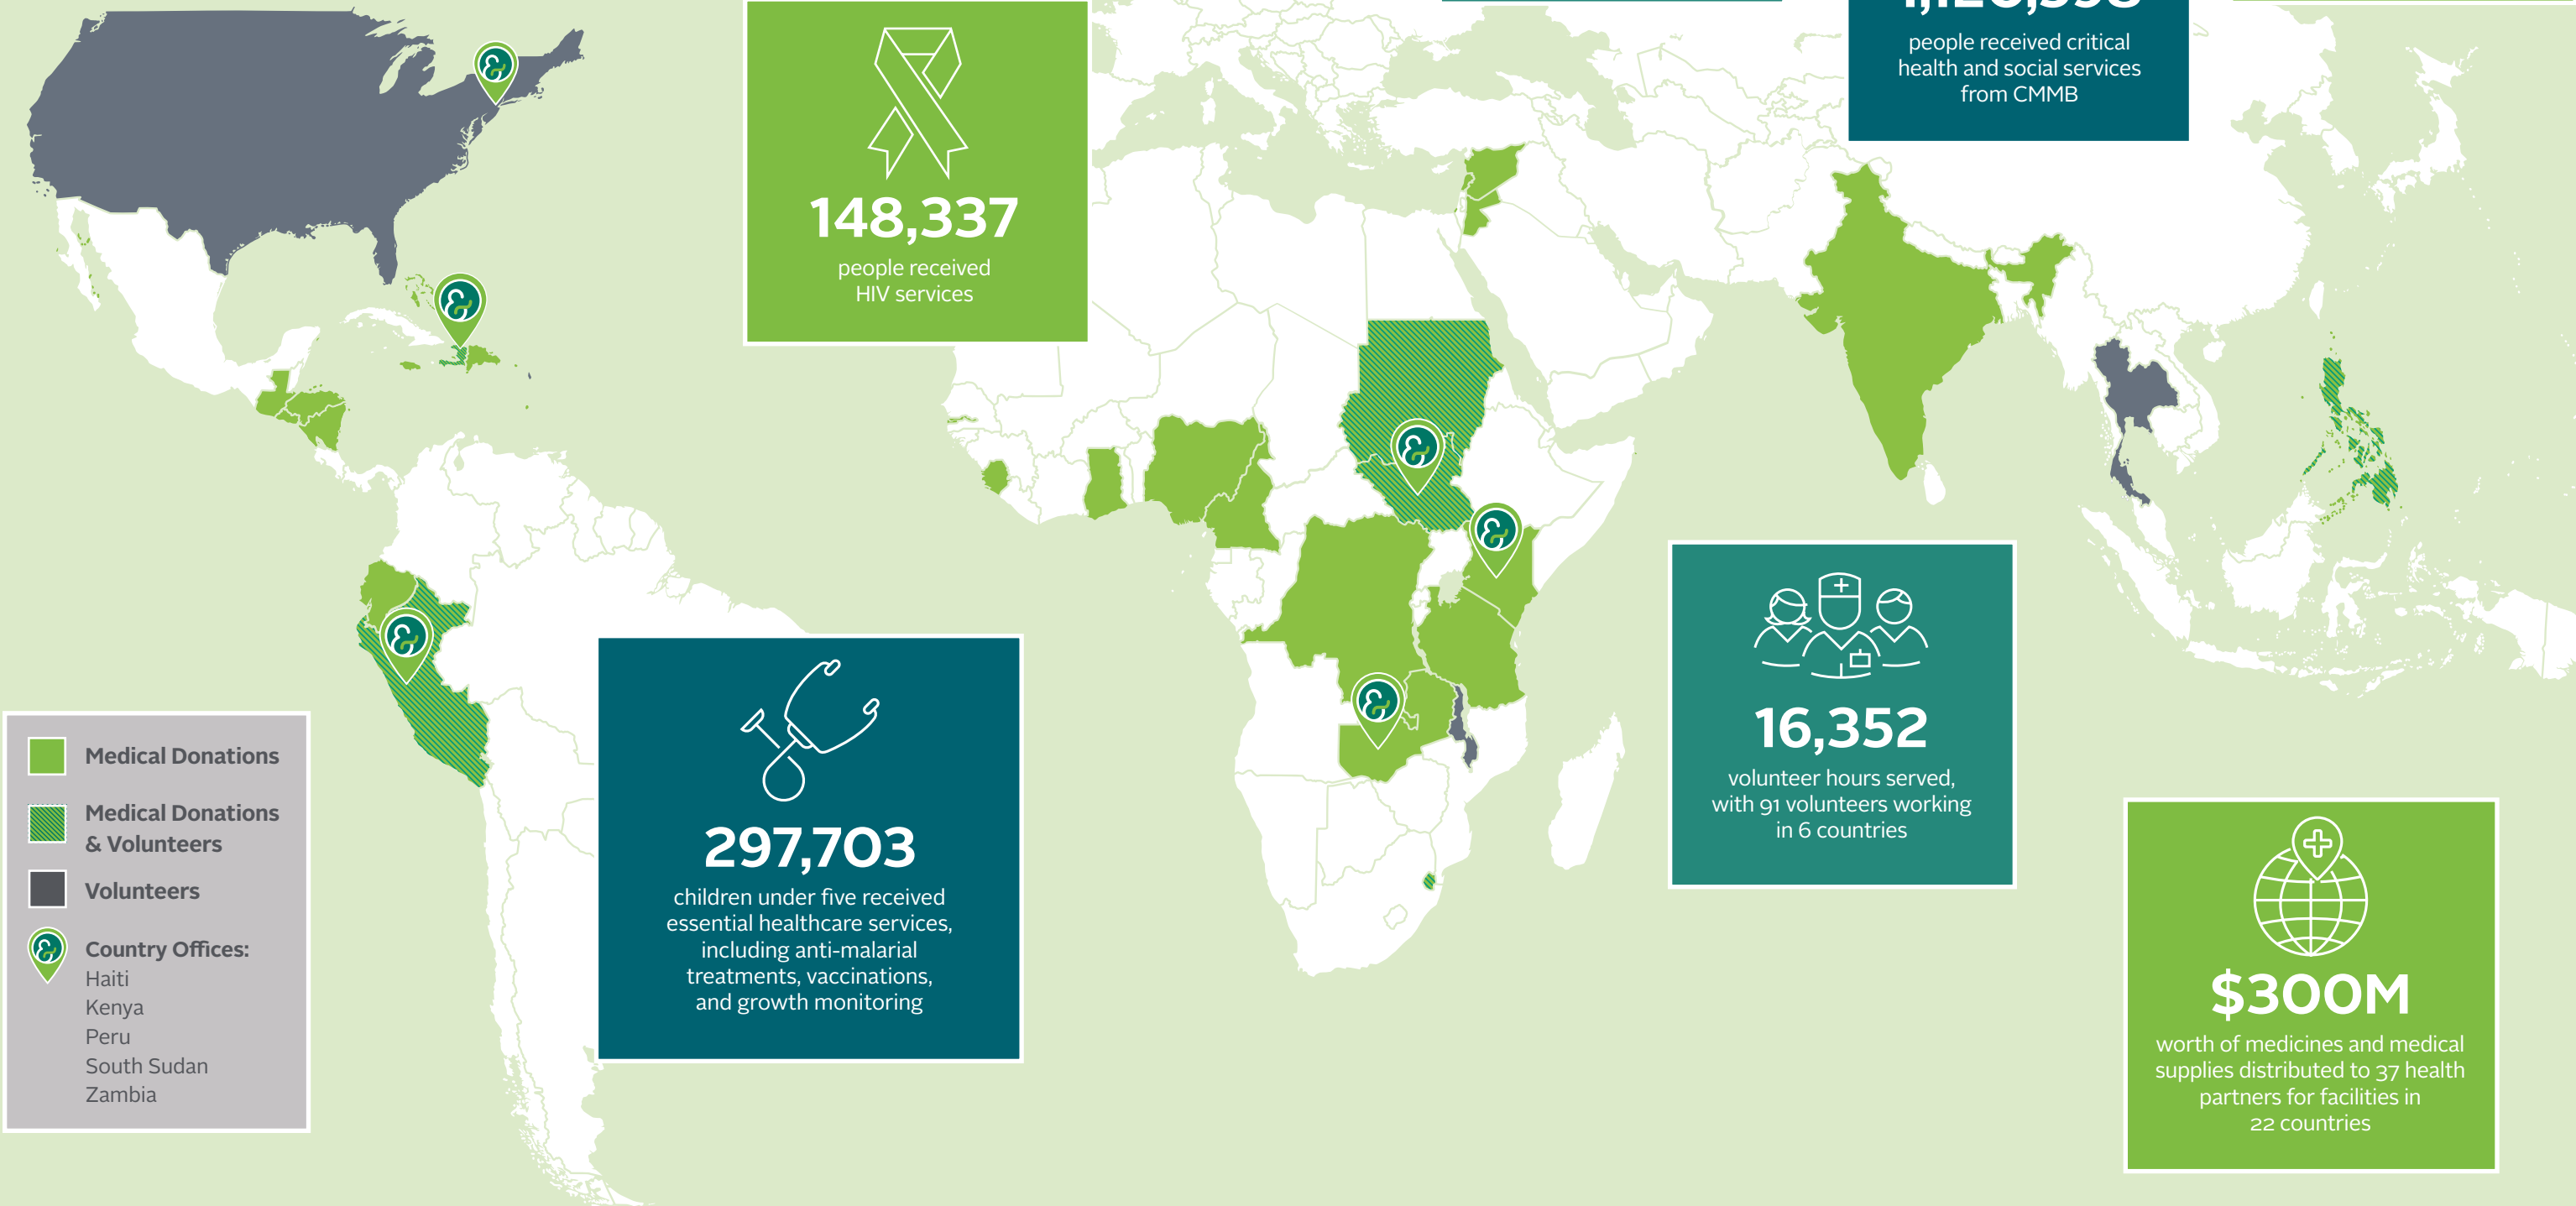 people received critical
health and social services
from CMMB
148,337
people received
HIV services
16,352
volunteer hours served,
with 91 volunteers working
in 6 countries
297,703
children under five received
essential healthcare services,
including anti-malarial
treatments, vaccinations,
and growth monitoring
Medical Donations
Medical Donations
& Volunteers
Volunteers
Country Offices:
Haiti
Kenya
Peru
South Sudan
Zambia
$300M
worth of medicines and medical
supplies distributed to 37 health
partners for facilities in
22 countries